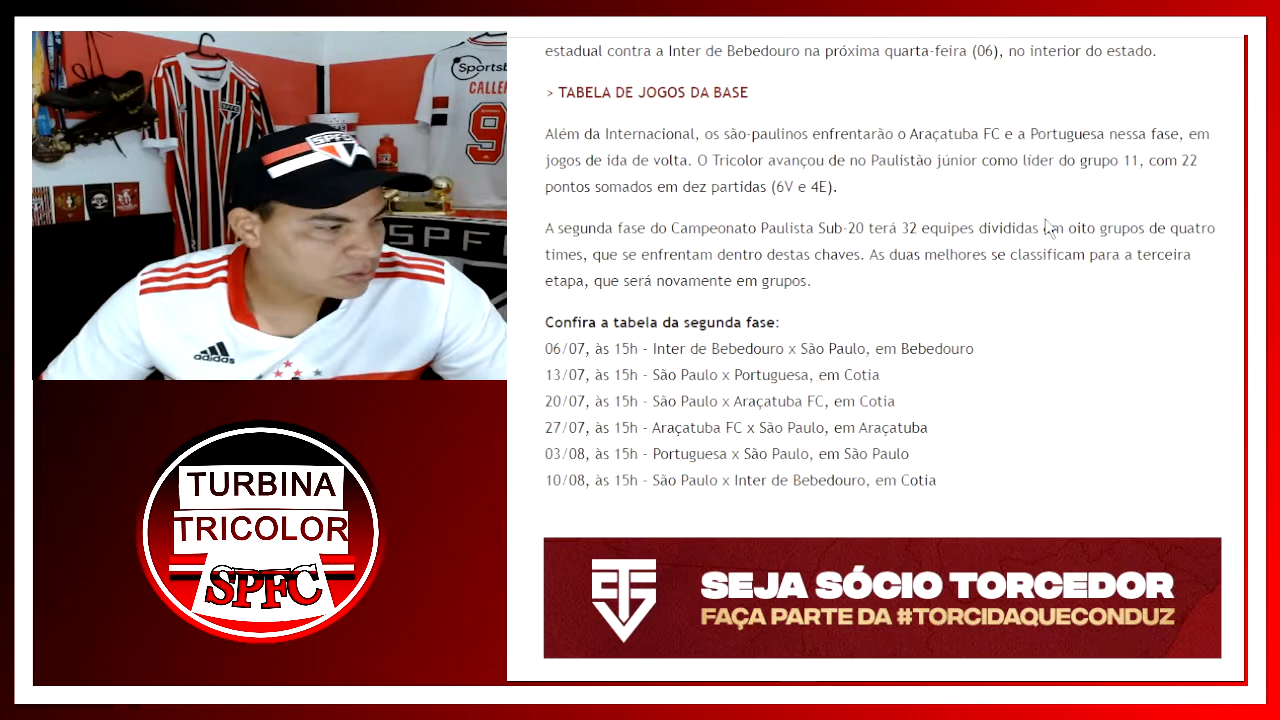 Sportsb
CALLER
9
SPFC
SPFC
SPF
adidas
TURBINA
TRICOLOR
SPFC
estadual contra a Inter de Bebedouro na próxima quarta-feira (06), no interior do estado.
> TABELA DE JOGOS DA BASE
Além da Internacional, os são-paulinos enfrentarão o Araçatuba FC e a Portuguesa nessa fase, em
jogos de ida de volta. O Tricolor avançou de no Paulistão júnior como líder do grupo 11, com 22
pontos somados em dez partidas (6V e 4E).
A segunda fase do Campeonato Paulista Sub-20 terá 32 equipes divididas em oito grupos de quatro
times, que se enfrentam dentro destas chaves. As duas melhores se classificam para a terceira
etapa, que será novamente em grupos.
Confira a tabela da segunda fase:
06/07, às 15h - Inter de Bebedouro x São Paulo, em Bebedouro
13/07, às 15h - São Paulo x Portuguesa, em Cotia
20/07, às 15h - São Paulo x Araçatuba FC, em Cotia
27/07, às 15h - Araçatuba FC x São Paulo, em Araçatuba
03/08, às 15h - Portuguesa x São Paulo, em São Paulo
10/08, às 15h - São Paulo x Inter de Bebedouro, em Cotia
SEJA SÓCIO TORCEDOR
FAÇA PARTE DA #TORCIDAQUECONDUZ